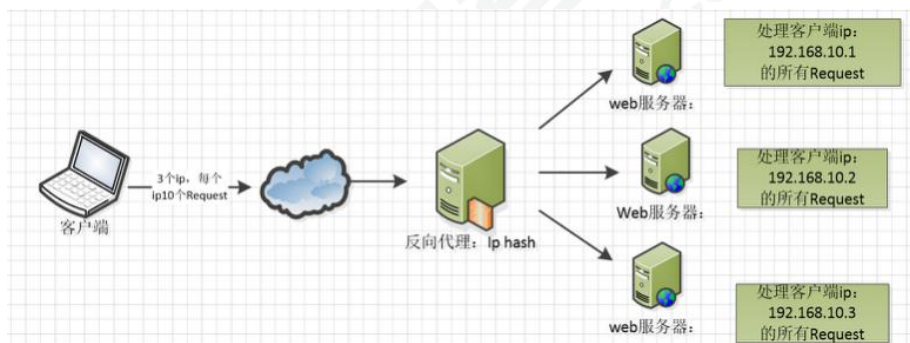 处理客户端ip：
192.168.10.1
的所有Request
web服务器：
3个ip，每个
ip10个Request
处理客户端ip：
192.168.10.2
的所有Request
Web服务器：
客户端
反向代理：Ip hash
处理客户端ip：
192.168.10.3
的所有Request
web服务器：